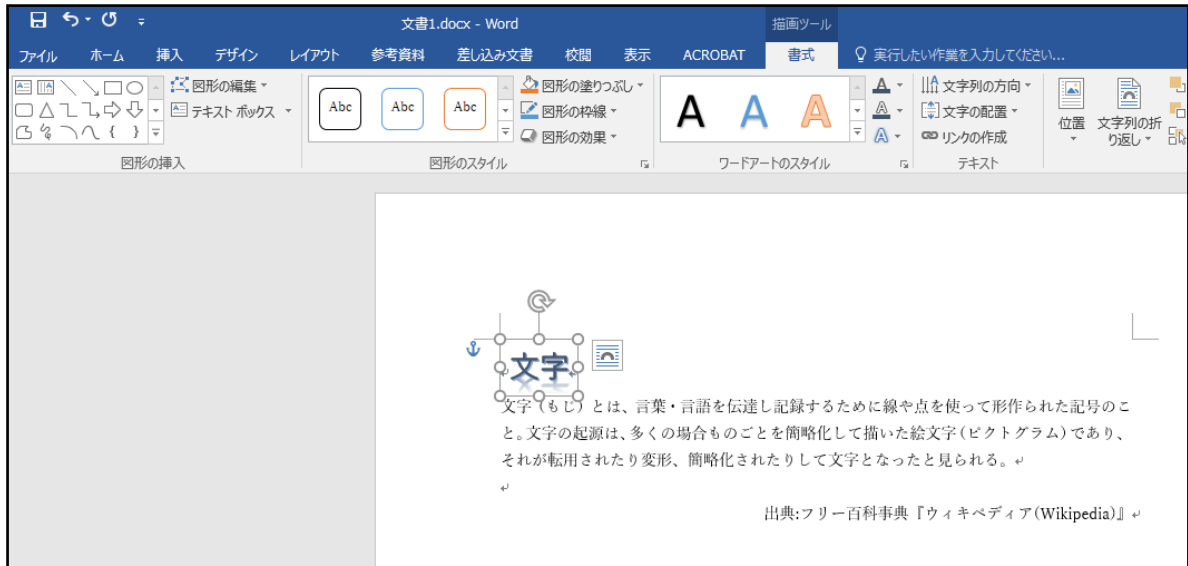 文書1.docx - Word
描画ツール
ファイル ホーム 挿入 デザイン レイアウト 参考資料 差し込み文書 校閲 表示 ACROBAT 書式 実行したい作業を入力してください...
図形の編集
テキスト ボックス
図形の挿入
Abc Abc Abc
図形の塗りつぶし
図形の枠線
図形の効果
図形のスタイル
A A A
ワードアートのスタイル
文字列の方向
文字の配置
リンクの作成
テキスト
位置
文字列の折
り返し
文字
文字（もじ）とは、言葉・言語を伝達し記録するために線や点を使って形作られた記号のこ
と。文字の起源は、多くの場合ものごとを簡略化して描いた絵文字(ピクトグラム)であり、
それが転用されたり変形、簡略化されたりして文字となったと見られる。
出典:フリー百科事典『ウィキペディア(Wikipedia)』